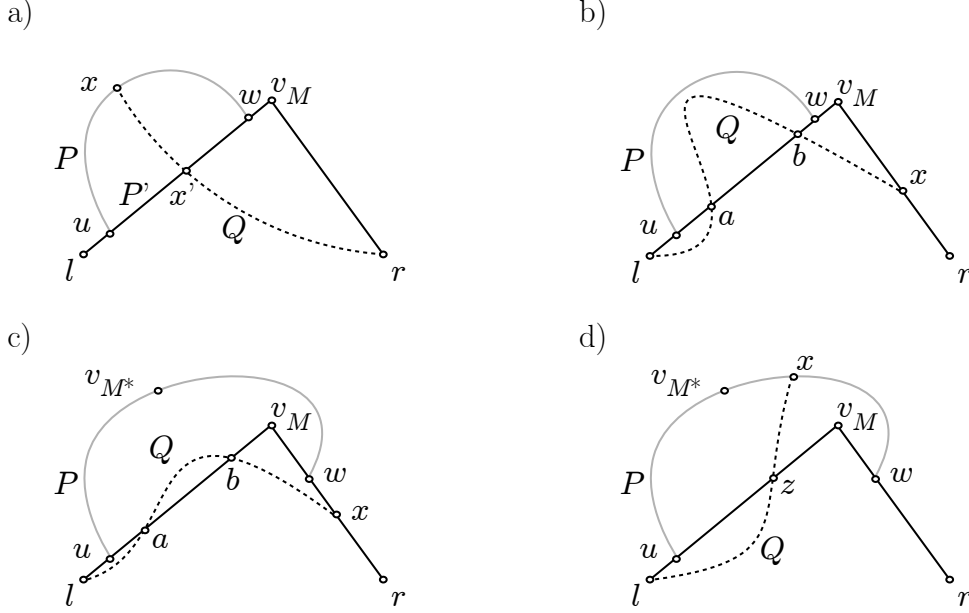 a)
x
w
v_M
P
P'
x'
Q
u
l
r
b)
w
v_M
Q
b
P
x
u
a
l
r
c)
v_{M*}
v_M
Q
P
b
w
x
u
a
l
r
d)
x
v_{M*}
v_M
P
z
w
u
Q
l
r